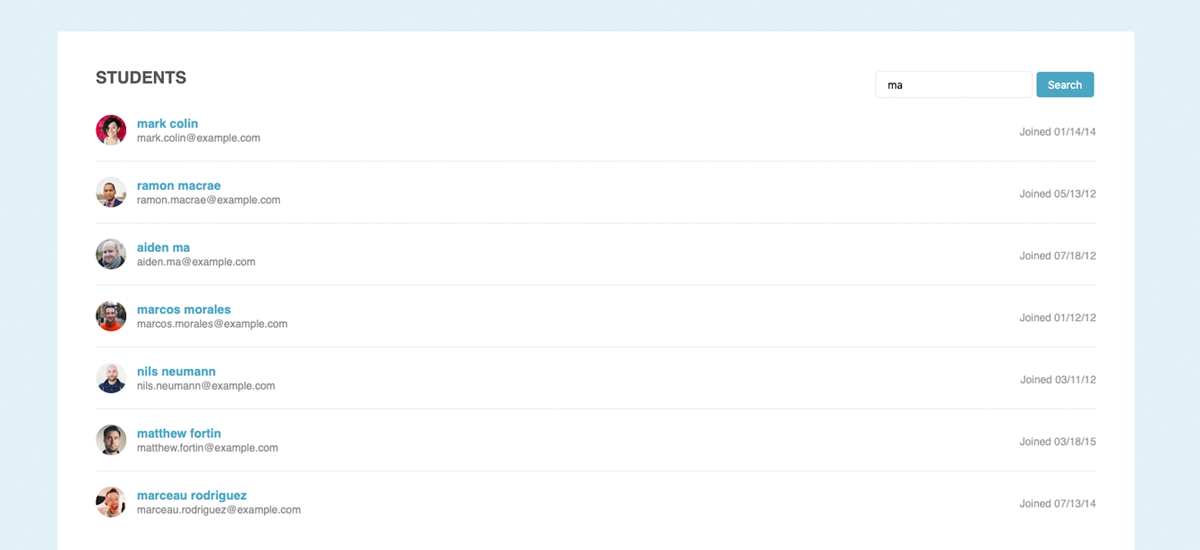 STUDENTS
ma
Search
mark colin
mark.colin@example.com
Joined 01/14/14
ramon macrae
ramon.macrae@example.com
Joined 05/13/12
aiden ma
aiden.ma@example.com
Joined 07/18/12
marcos morales
marcos.morales@example.com
Joined 01/12/12
nils neumann
nils.neumann@example.com
Joined 03/11/12
matthew fortin
matthew.fortin@example.com
Joined 03/18/15
marceau rodriguez
marceau.rodriguez@example.com
Joined 07/13/14